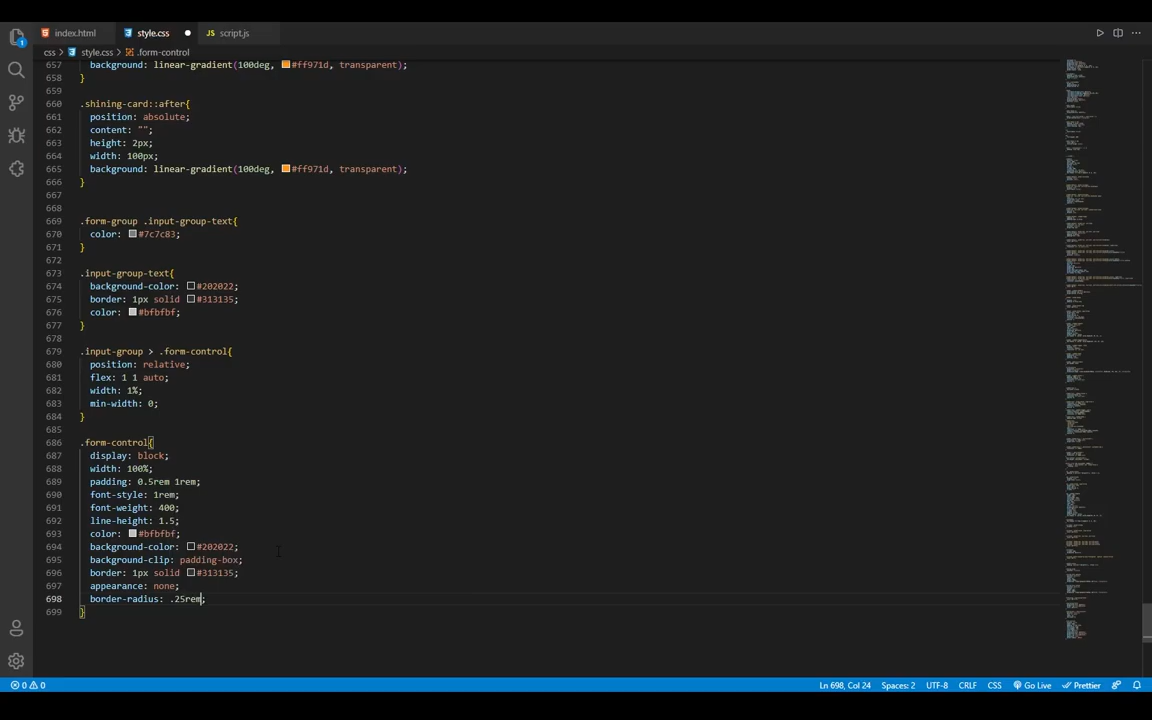 index.html
style.css
JS script.js
css > style.css > .form-control
657 background: linear-gradient(100deg, #ff971d, transparent);
658 }
659
660 .shining-card::after{
661 position: absolute;
662 content: "";
663 height: 2px;
664 width: 100px;
665 background: linear-gradient(100deg, #ff971d, transparent);
666 }
667
668
669 .form-group .input-group-text{
670 color: #7c7c83;
671 }
672
673 .input-group-text{
674 background-color: #202022;
675 border: 1px solid #313135;
676 color: #bfbfbf;
677 }
678
679 .input-group > .form-control{
680 position: relative;
681 flex: 1 1 auto;
682 width: 1%;
683 min-width: 0;
684 }
685
686 .form-control{
687 display: block;
688 width: 100%;
689 padding: 0.5rem 1rem;
690 font-style: 1rem;
691 font-weight: 400;
692 line-height: 1.5;
693 color: #bfbfbf;
694 background-color: #202022;
695 background-clip: padding-box;
696 border: 1px solid #313135;
697 appearance: none;
698 border-radius: .25rem;
699 }
1
0 0 Ln 698, Col 24 Spaces: 2 UTF-8 CRLF CSS Go Live Prettier